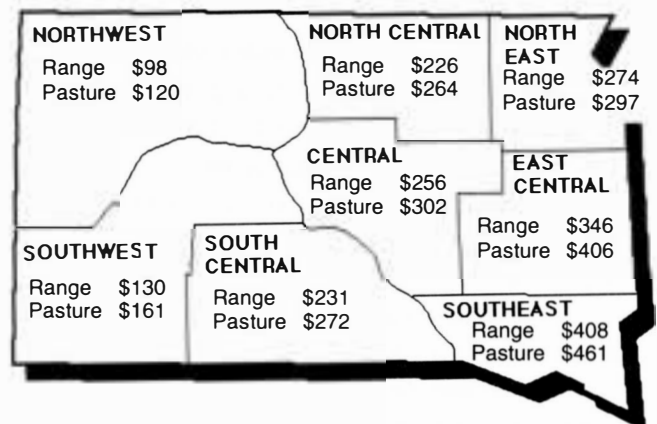 NORTHWEST
Range $98
Pasture $120
NORTH CENTRAL
Range $226
Pasture $264
NORTH
EAST
Range $274
Pasture $297
CENTRAL
Range $256
Pasture $302
EAST
CENTRAL
Range $346
Pasture $406
SOUTHWEST
Range $130
Pasture $161
SOUTH
CENTRAL
Range $231
Pasture $272
SOUTHEAST
Range $408
Pasture $461